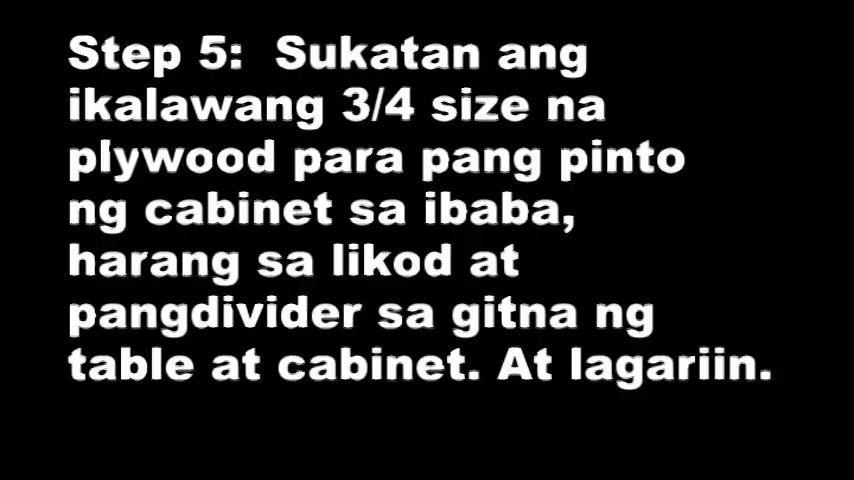 Step 5:  Sukatan ang
ikalawang 3/4 size na
plywood para pang pinto
ng cabinet sa ibaba,
harang sa likod at
pangdivider sa gitna ng
table at cabinet. At lagariin.